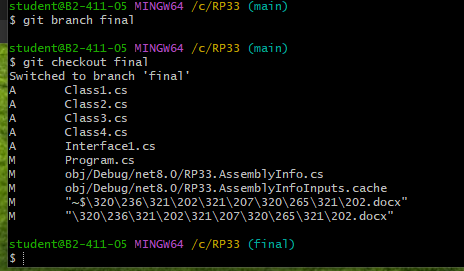 student@B2-411-05 MINGW64 /c/RP33 (main)
$ git branch final
student@B2-411-05 MINGW64 /c/RP33 (main)
$ git checkout final
Switched to branch 'final'
A       Class1.cs
A       Class2.cs
A       Class3.cs
A       Class4.cs
A       Interface1.cs
M       Program.cs
M       obj/Debug/net8.0/RP33.AssemblyInfo.cs
M       obj/Debug/net8.0/RP33.AssemblyInfoInputs.cache
M       "~$\320\236\321\202\321\207\320\265\321\202.docx"
M       "\320\236\321\202\321\207\320\265\321\202.docx"
student@B2-411-05 MINGW64 /c/RP33 (final)
$